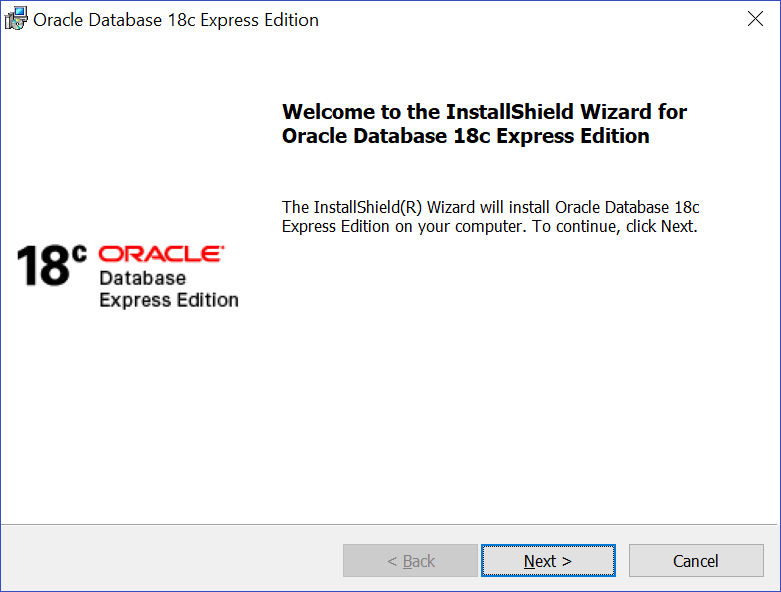 Oracle Database 18c Express Edition
Welcome to the InstallShield Wizard for
Oracle Database 18c Express Edition
The InstallShield(R) Wizard will install Oracle Database 18c
Express Edition on your computer. To continue, click Next.
18c ORACLE
Database
Express Edition
< Back
Next >
Cancel